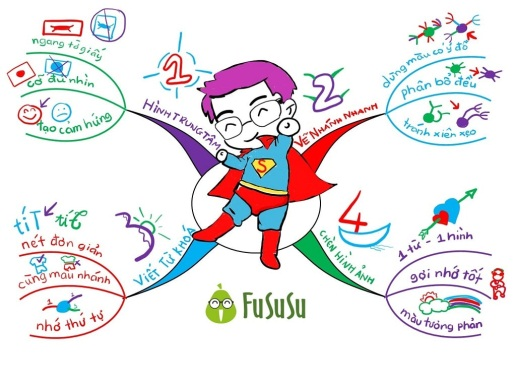 1
HÌNH TRUNG TÂM
ngang tờ giấy
cỡ đủ nhìn
tạo cảm hứng
2
VẼ NHÁNH NHANH
dùng màu có ý đồ
phân bổ đều
tránh xiên xẹo
3
VIẾT TỪ KHÓA
tíT tít
nét đơn giản
cùng màu nhánh
nhớ thứ tự
4
CHÈN HÌNH ẢNH
1 từ - 1 hình
gợi nhớ tốt
màu tương phản
S
FuSuSu